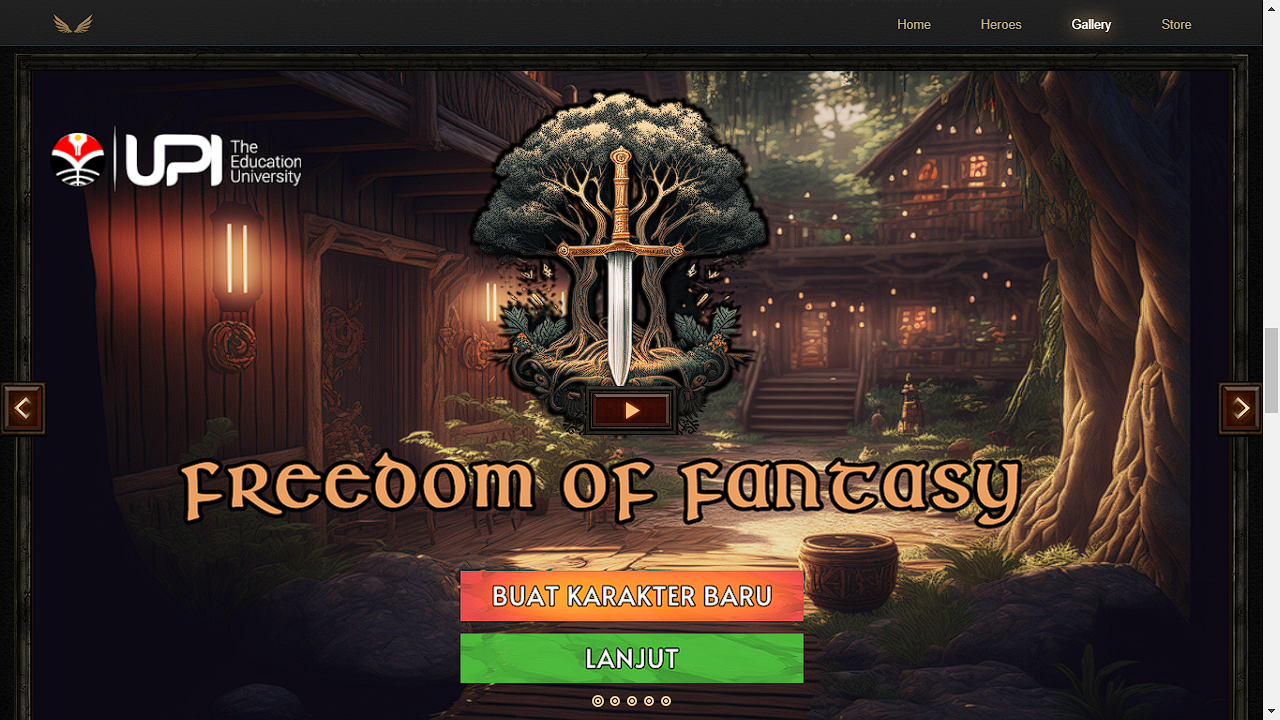 Home
Heroes
Gallery
Store
UPI
The
Education
University
FREEDOM OF FANTASY
BUAT KARAKTER BARU
LANJUT